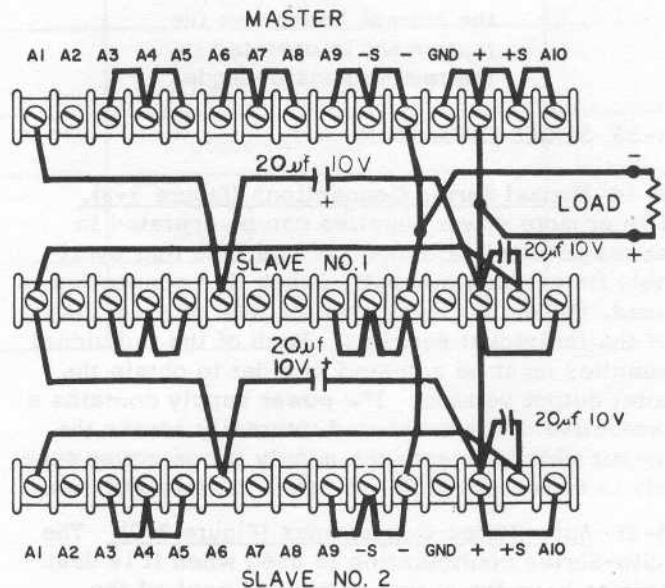 MASTER
A1 A2 A3 A4 A5 A6 A7 A8 A9 -S - GND + +S A10
20μf 10V
+
-
LOAD
+
20μf 10V
SLAVE NO.1
20μf
10V +
20μf 10V
A1 A2 A3 A4 A5 A6 A7 A8 A9 -S - GND + +S A10
SLAVE NO. 2